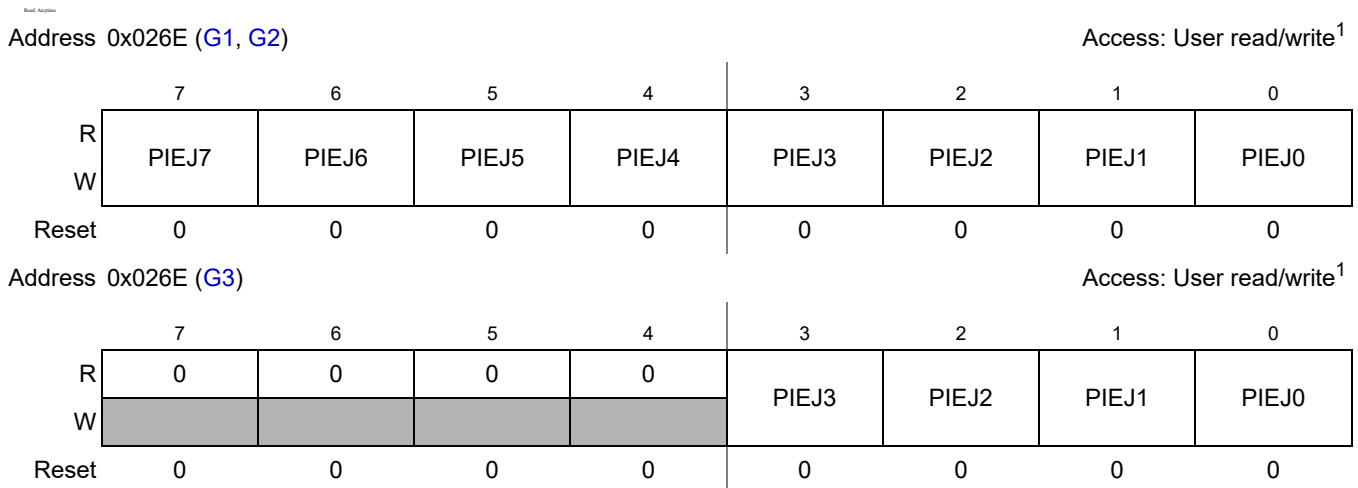 Read: Anytime
Address 0x026E (G1, G2) Access: User read/write1
7 6 5 4 3 2 1 0
R
PIEJ7 PIEJ6 PIEJ5 PIEJ4 PIEJ3 PIEJ2 PIEJ1 PIEJ0
W
Reset 0 0 0 0 0 0 0 0
Address 0x026E (G3) Access: User read/write1
7 6 5 4 3 2 1 0
R 0 0 0 0
PIEJ3 PIEJ2 PIEJ1 PIEJ0
W
Reset 0 0 0 0 0 0 0 0